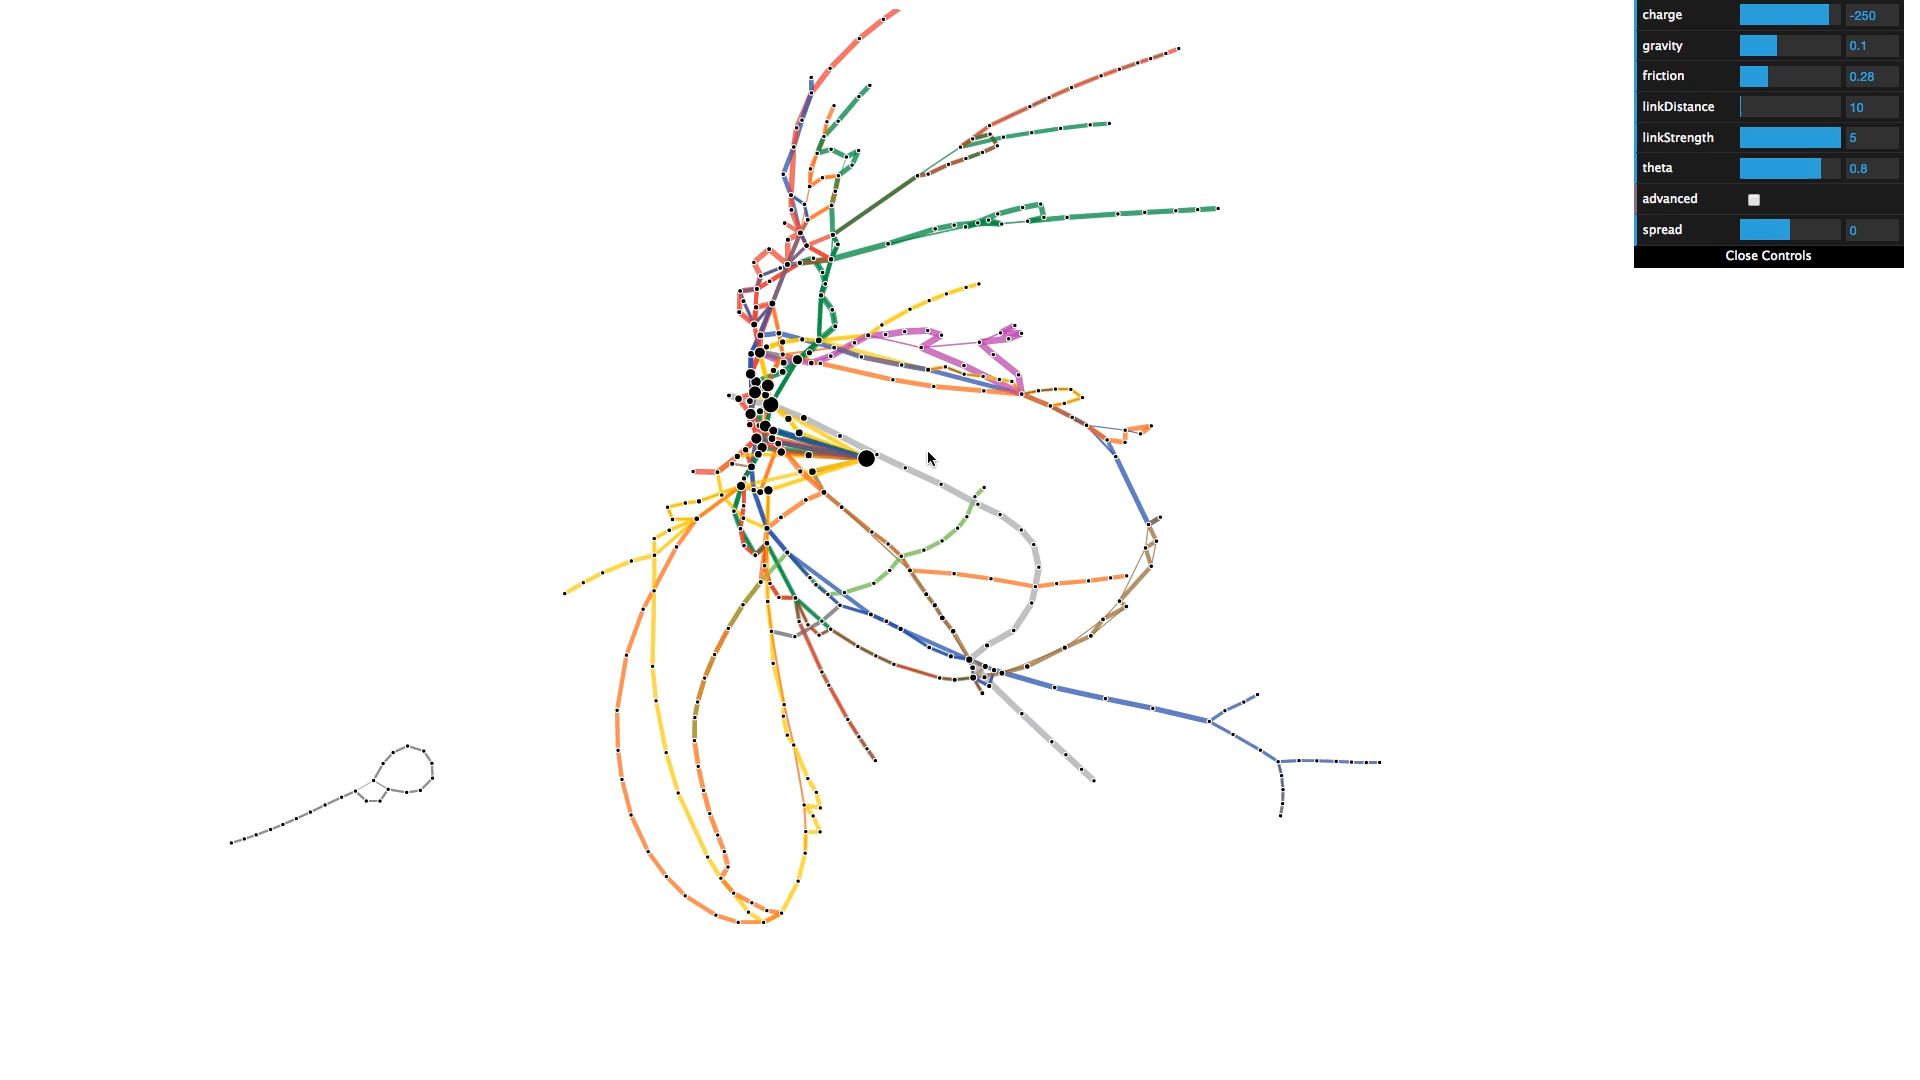 charge -250
gravity 0.1
friction 0.28
linkDistance 10
linkStrength 5
theta 0.8
advanced
spread 0
Close Controls